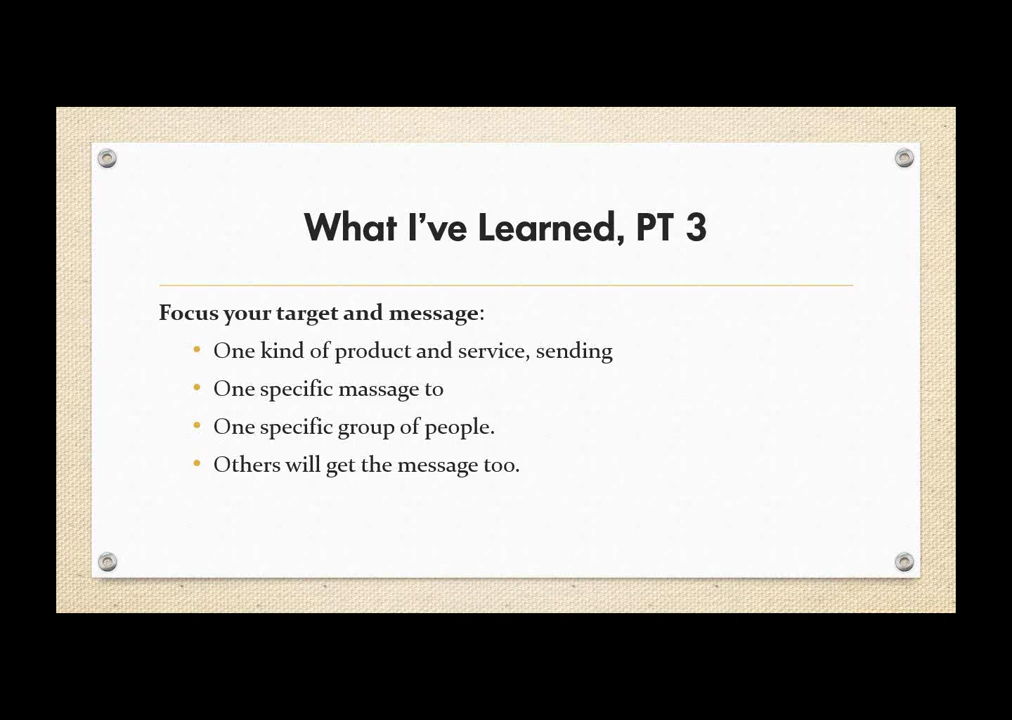 What I’ve Learned, PT 3
Focus your target and message:
• One kind of product and service, sending
• One specific massage to
• One specific group of people.
• Others will get the message too.